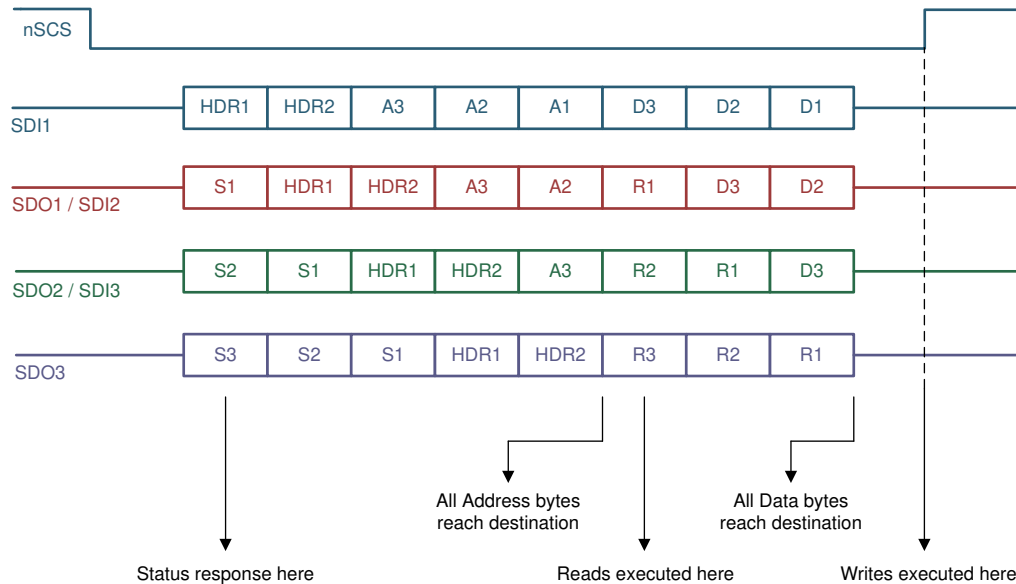 nSCS
HDR1 HDR2 A3 A2 A1 D3 D2 D1
SDI1
S1 HDR1 HDR2 A3 A2 R1 D3 D2
SDO1 / SDI2
S2 S1 HDR1 HDR2 A3 R2 R1 D3
SDO2 / SDI3
S3 S2 S1 HDR1 HDR2 R3 R2 R1
SDO3
All Address bytes
reach destination
All Data bytes
reach destination
Status response here
Reads executed here
Writes executed here